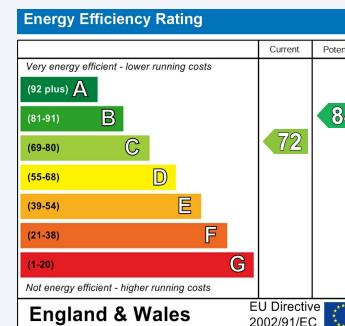 Energy Efficiency Rating
Current
Very energy efficient - lower running costs
(92 plus) A
(81-91) B
(69-80) C
72
(55-68) D
(39-54) E
(21-38) F
(1-20) G
Not energy efficient - higher running costs
England & Wales
EU Directive
2002/91/EC